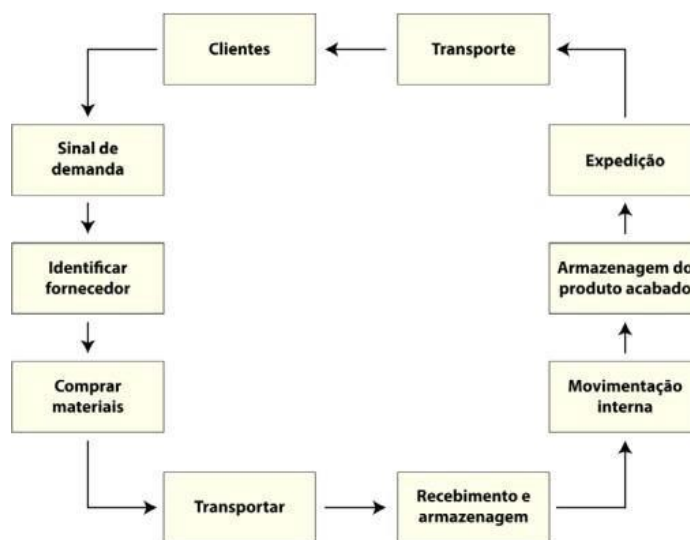 Clientes
Transporte
Sinal de
demanda
Expedição
Identificar
fornecedor
Armazenagem do
produto acabado
Comprar
materiais
Movimentação
interna
Transportar
Recebimento e
armazenagem